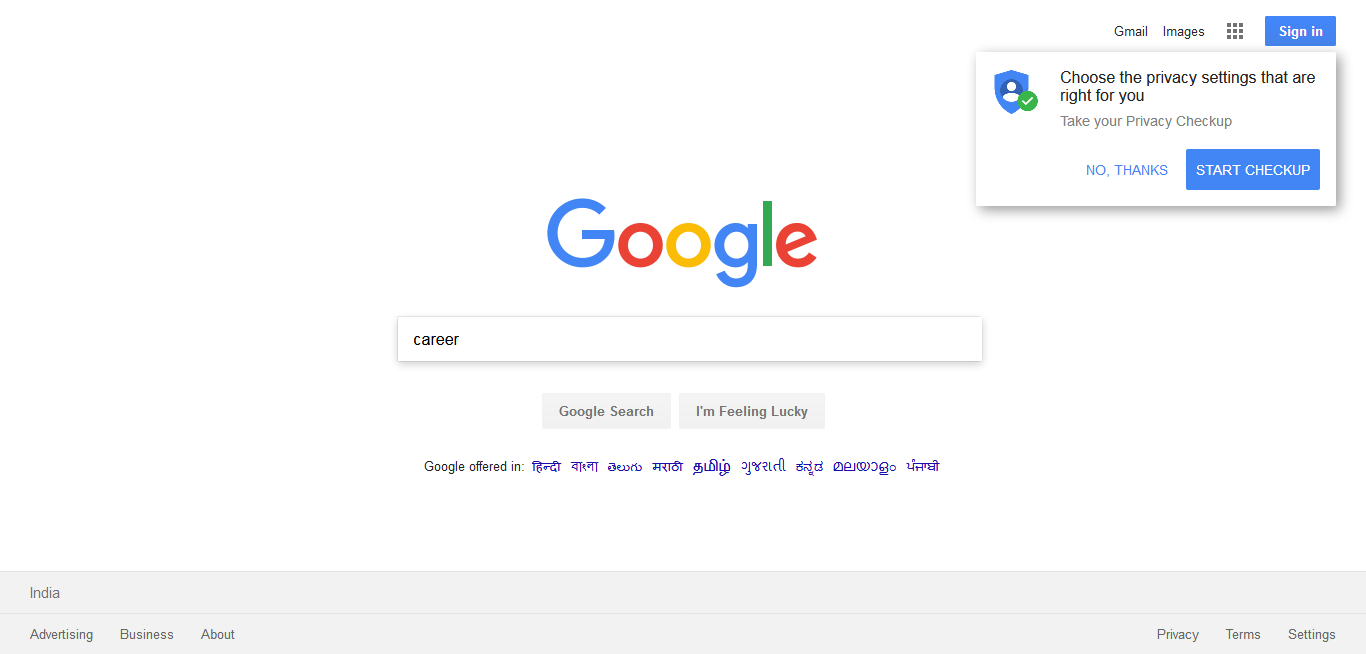 Gmail Images Sign in
Choose the privacy settings that are
right for you
Take your Privacy Checkup
NO, THANKS START CHECKUP
Google
career
Google Search I'm Feeling Lucky
Google offered in: हिन्दी বাংলা తెలుగు मराठी தமிழ் ગુજરાતી ಕನ್ನಡ മലയാളം ਪੰਜਾਬੀ
India
Advertising Business About Privacy Terms Settings